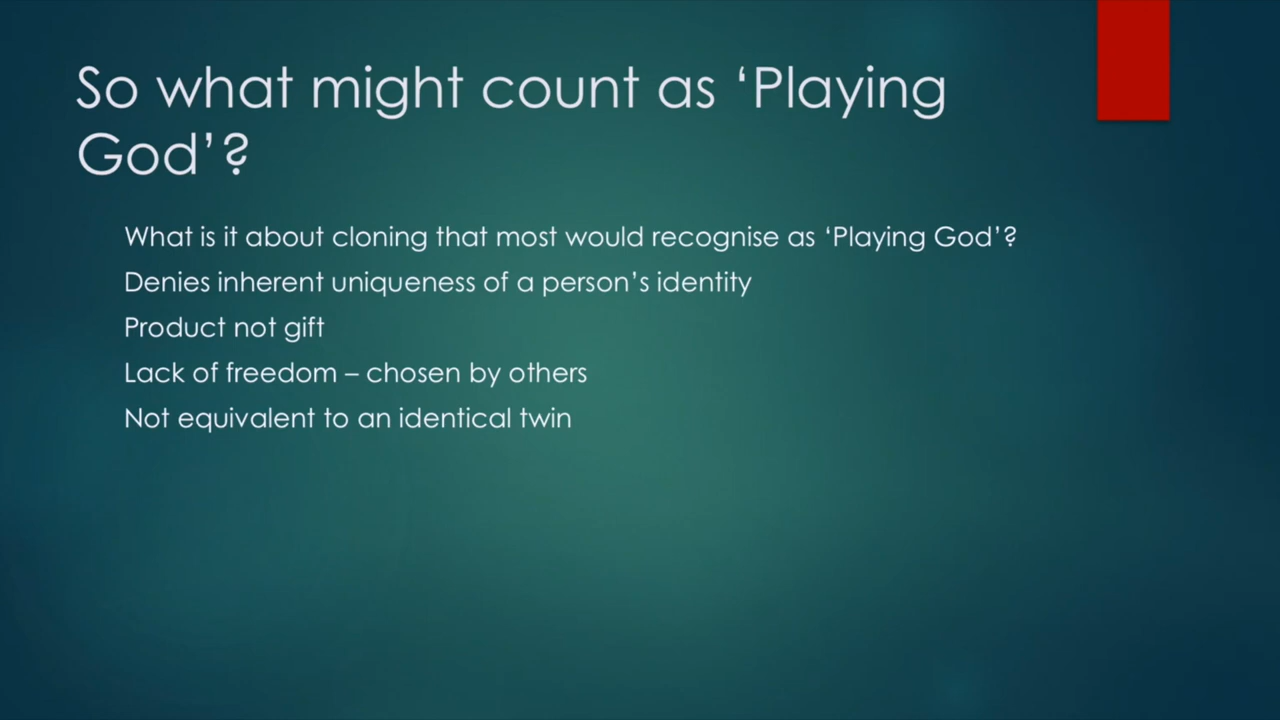 So what might count as ‘Playing
God’?
What is it about cloning that most would recognise as ‘Playing God’?
Denies inherent uniqueness of a person’s identity
Product not gift
Lack of freedom – chosen by others
Not equivalent to an identical twin